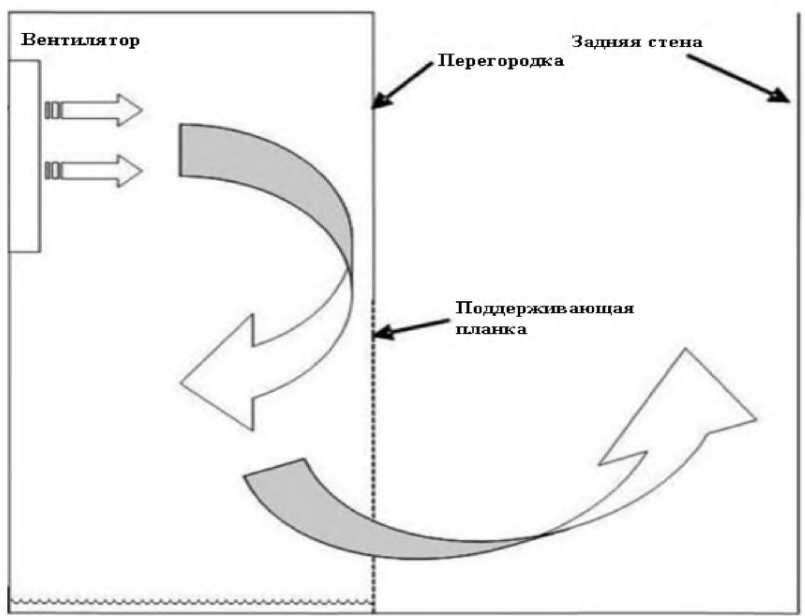 Вентилятор
Перегородка
Задняя стена
Поддерживающая
планка